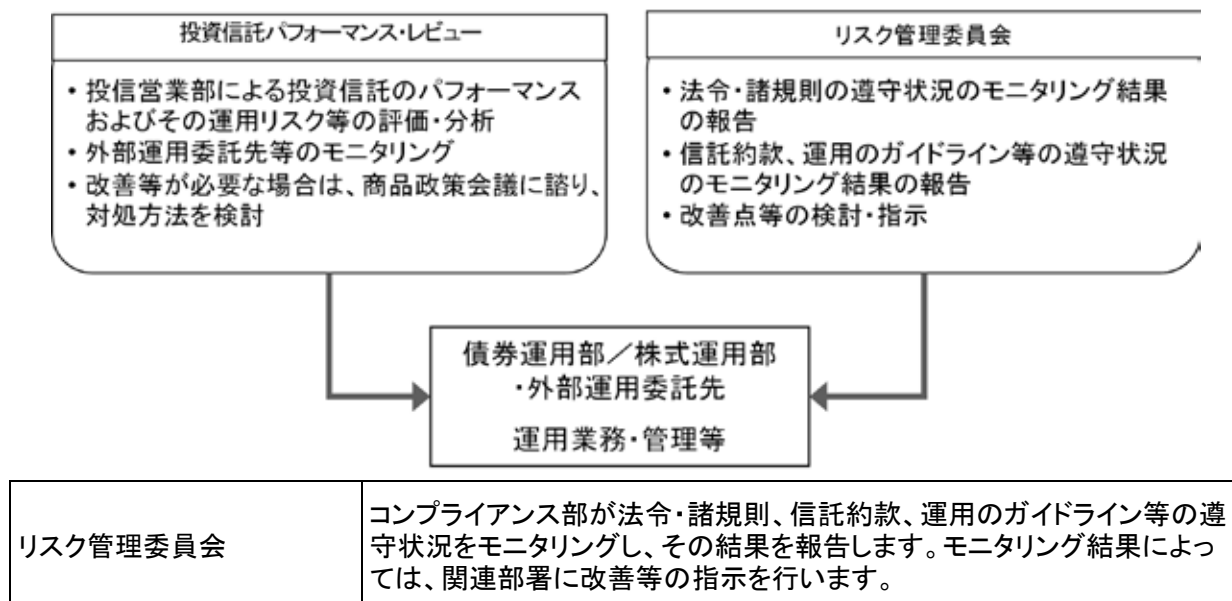 投資信託パフォーマンス・レビュー
・投信営業部による投資信託のパフォーマンス
およびその運用リスク等の評価・分析
・外部運用委託先等のモニタリング
・改善等が必要な場合は、商品政策会議に諮り、
対処方法を検討
リスク管理委員会
・法令・諸規則の遵守状況のモニタリング結果
の報告
・信託約款、運用のガイドライン等の遵守状況
のモニタリング結果の報告
・改善点等の検討・指示
債券運用部／株式運用部
・外部運用委託先
運用業務・管理等
リスク管理委員会
コンプライアンス部が法令・諸規則、信託約款、運用のガイドライン等の遵
守状況をモニタリングし、その結果を報告します。モニタリング結果によっ
ては、関連部署に改善等の指示を行います。